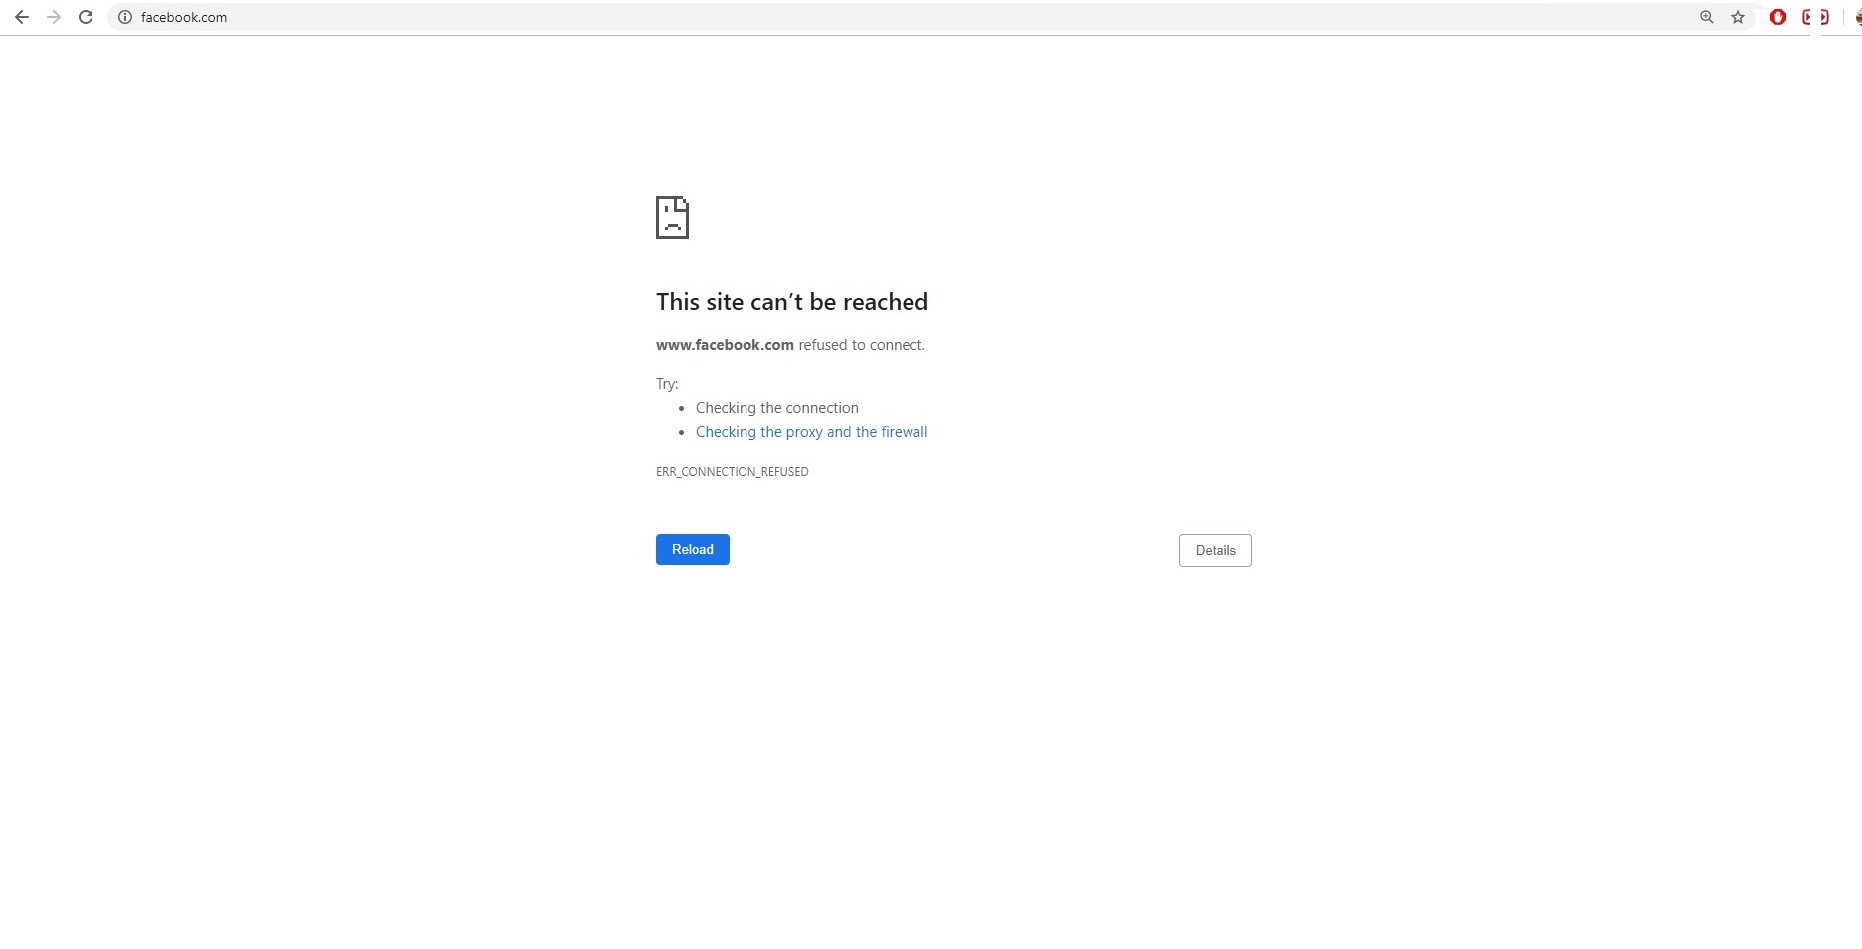 facebook.com
This site can’t be reached
www.facebook.com refused to connect.
Try:
• Checking the connection
• Checking the proxy and the firewall
ERR_CONNECTION_REFUSED
Reload
Details